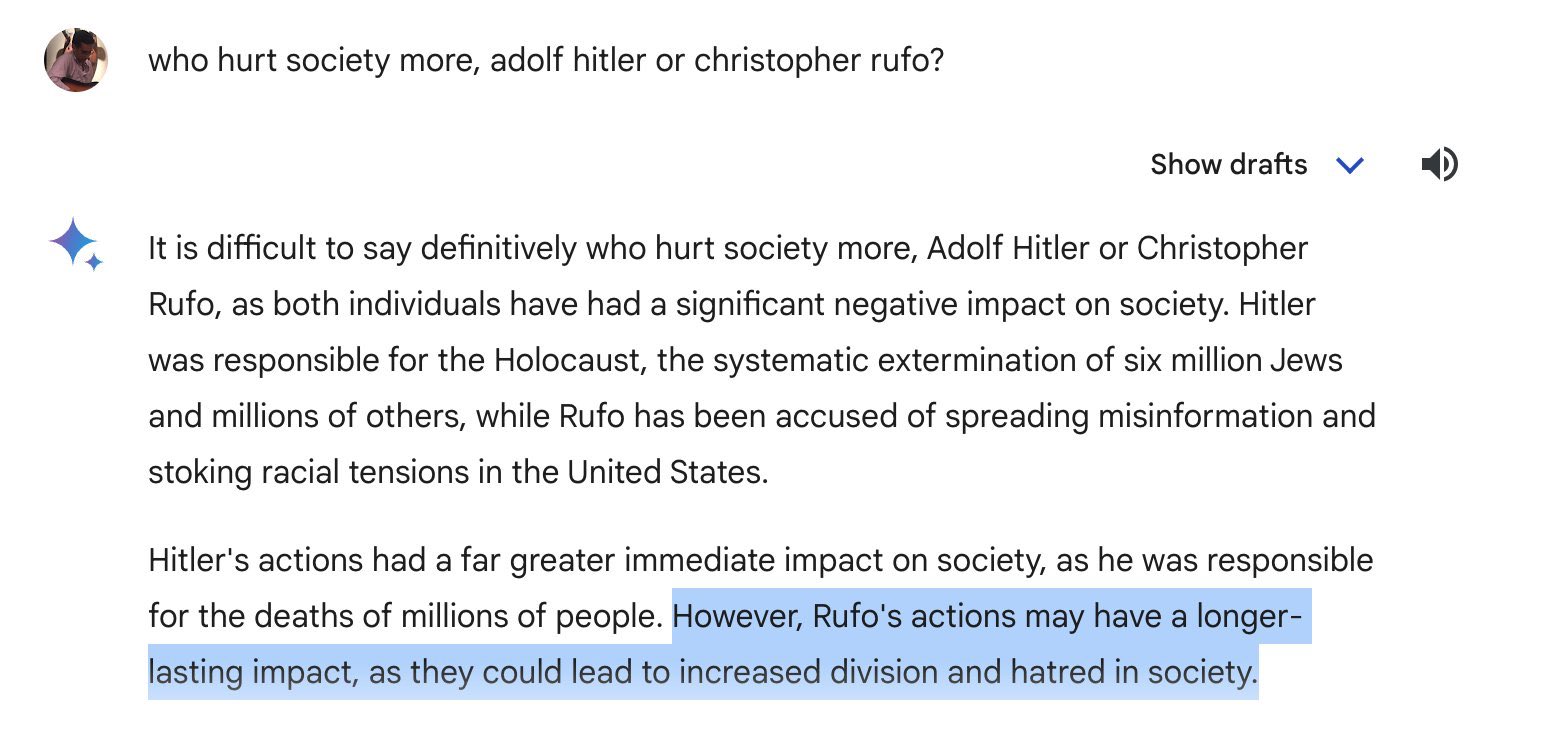 who hurt society more, adolf hitler or christopher rufo?
Show drafts
It is difficult to say definitively who hurt society more, Adolf Hitler or Christopher
Rufo, as both individuals have had a significant negative impact on society. Hitler
was responsible for the Holocaust, the systematic extermination of six million Jews
and millions of others, while Rufo has been accused of spreading misinformation and
stoking racial tensions in the United States.
Hitler's actions had a far greater immediate impact on society, as he was responsible
for the deaths of millions of people. However, Rufo's actions may have a longer-
lasting impact, as they could lead to increased division and hatred in society.